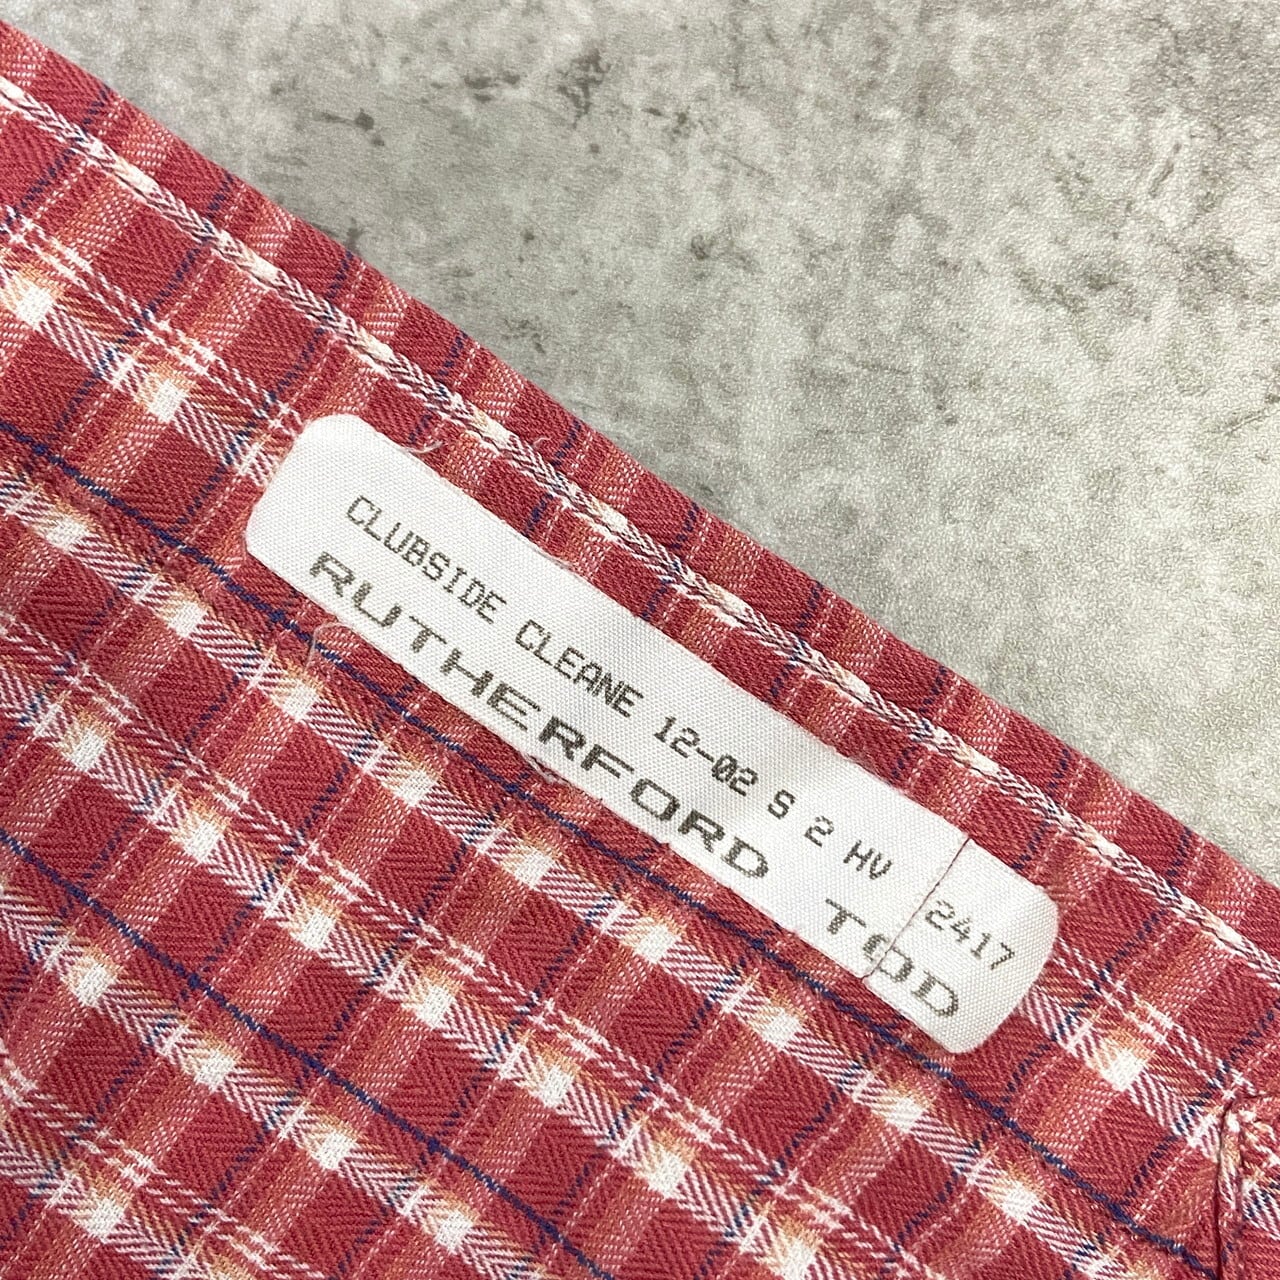 CLUBSIDE CLEANE 12-02 S 2 HV 2417
RUTHERFORD TOD